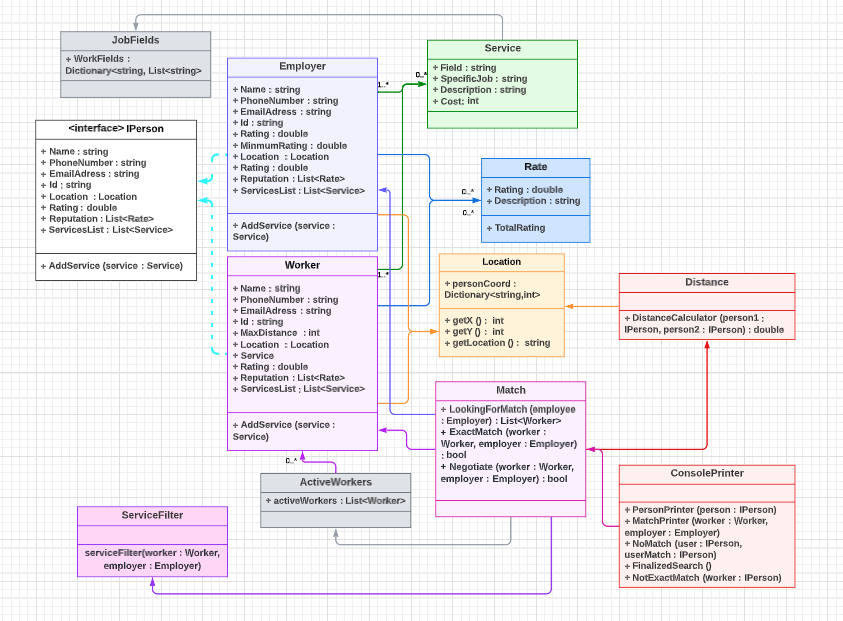 JobFields
+ WorkFields :
Dictionary<string, List<string>
Employer
+ Name : string
+ PhoneNumber : string
+ EmailAdress : string
+ Id : string
+ Rating : double
+ MinmumRating : double
+ Location : Location
+ Rating : double
+ Reputation : List<Rate>
+ ServicesList : List<Service>
+ AddService (service :
Service)
1..*
0..*
Service
+ Field : string
+ SpecificJob : string
+ Description : string
+ Cost: int
<interface> IPerson
+ Name : string
+ PhoneNumber : string
+ EmailAdress : string
+ Id : string
+ Location : Location
+ Rating : double
+ Reputation : List<Rate>
+ ServicesList : List<Service>
+ AddService (service : Service)
0..*
0..*
Rate
+ Rating : double
+ Description : string
+ TotalRating
Worker
+ Name : string
+ PhoneNumber : string
+ EmailAdress : string
+ Id : string
+ MaxDistance : int
+ Location : Location
+ Service
+ Rating : double
+ Reputation : List<Rate>
+ ServicesList : List<Service>
+ AddService (service :
Service)
1..*
Location
+ personCoord :
Dictionary<string,int>
+ getX () : int
+ getY () : int
+ getLocation () : string
Distance
+ DistanceCalculator (person1 :
IPerson, person2 : IPerson) : double
Match
+ LookingForMatch (employee
: Employer) : List<Worker>
+ ExactMatch (worker :
Worker, employer : Employer)
: bool
+ Negotiate (worker : Worker,
employer : Employer) : bool
0..*
ActiveWorkers
+ activeWorkers : List<Worker>
ConsolePrinter
+ PersonPrinter (person : IPerson)
+ MatchPrinter (worker : Worker,
employer : Employer)
+ NoMatch (user : IPerson,
userMatch : IPerson)
+ FinalizedSearch ()
+ NotExactMatch (worker : IPerson)
ServiceFilter
serviceFilter(worker : Worker,
employer : Employer)